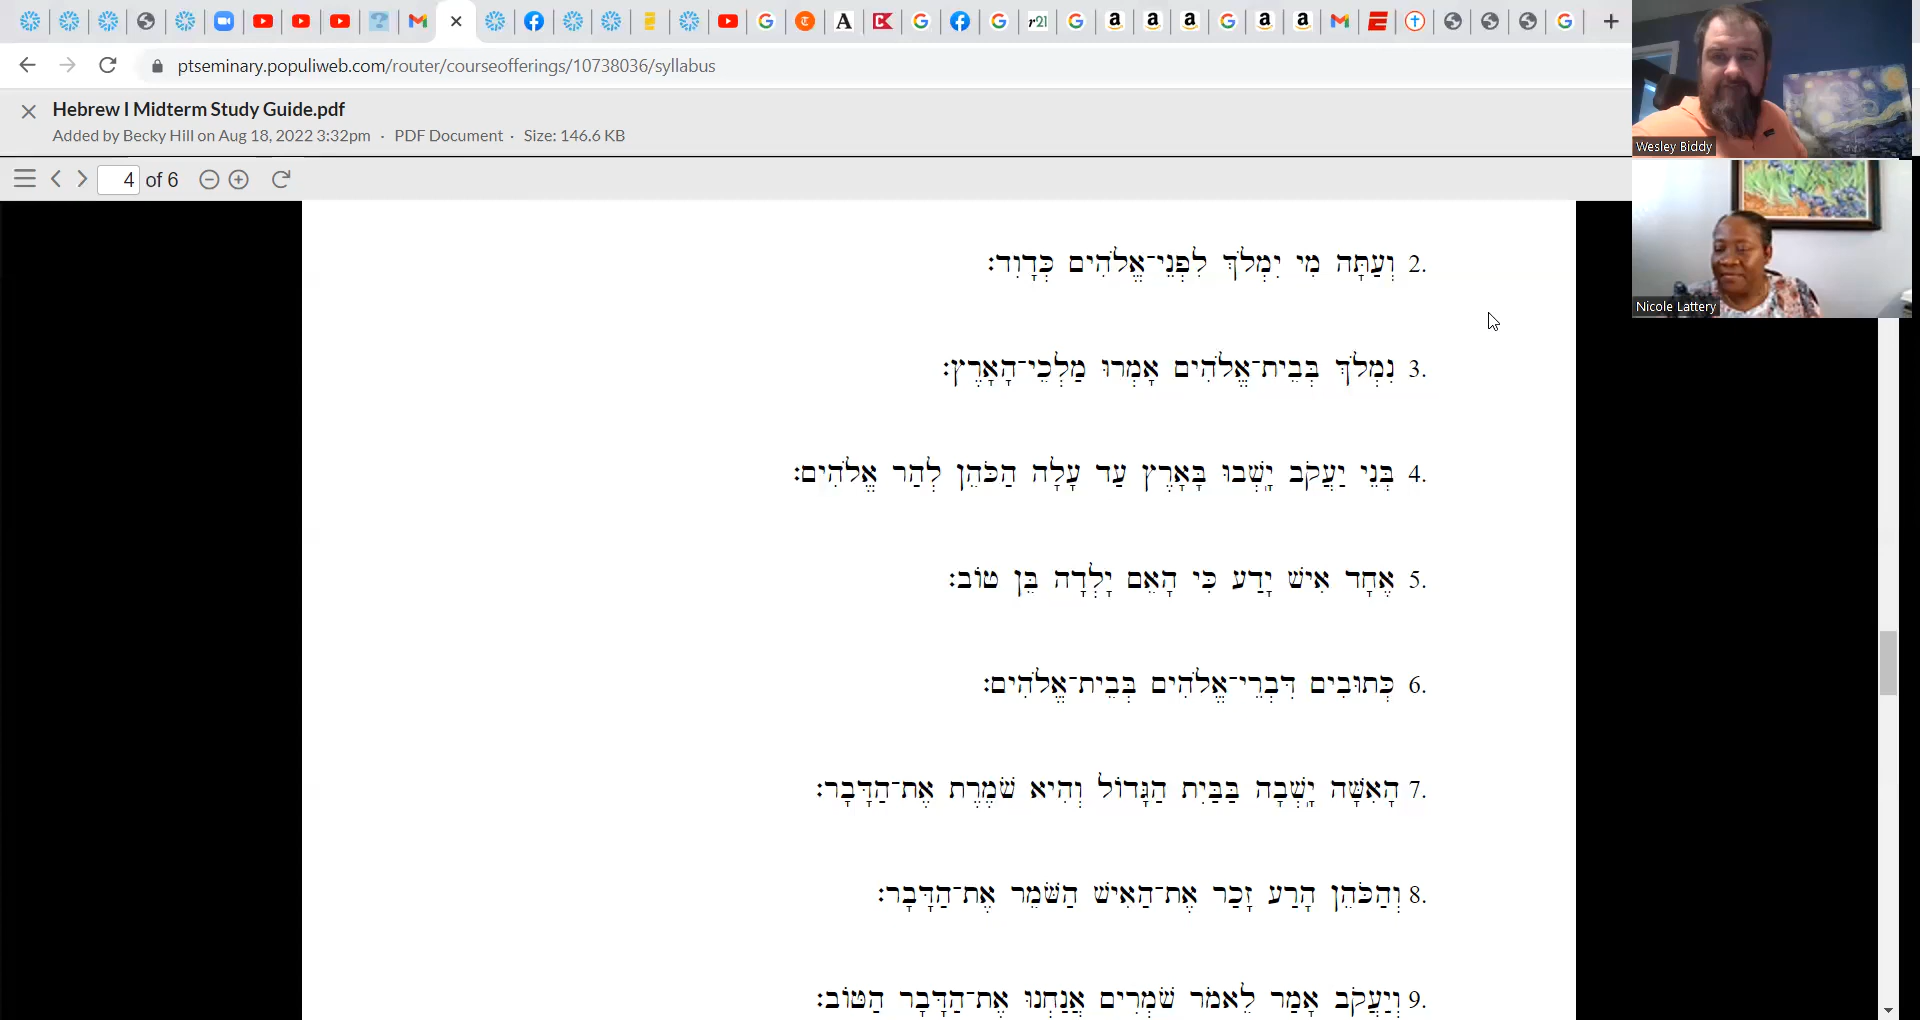 ptseminary.populiweb.com/router/courseofferings/10738036/syllabus
Hebrew I Midterm Study Guide.pdf
Added by Becky Hill on Aug 18, 2022 3:32pm · PDF Document · Size: 146.6 KB
4 of 6
Wesley Biddy
Nicole Lattery
2. וְעַתָּה מִי יִמְלֹךְ לִפְנֵי־אֱלֹהִים כְּדָוִד׃
3. נִמְלֹךְ בְּבֵית־אֱלֹהִים אָמְרוּ מַלְכֵי־הָאָרֶץ׃
4. בְּנֵי יַעֲקֹב יָֽשְׁבוּ בָּאָרֶץ עַד עָלָה הַכֹּהֵן לְהַר אֱלֹהִים׃
5. אֶחָד אִישׁ יָדַע כִּי הָאֵם יָלְדָה בֵּן טוֹב׃
6. כְּתוּבִים דִּבְרֵי־אֱלֹהִים בְּבֵית־אֱלֹהִים׃
7. הָאִשָּׁה יָֽשְׁבָה בַּבַּיִת הַגָּדוֹל וְהִיא שֹׁמֶרֶת אֶת־הַדָּבָר׃
8. וְהַכֹּהֵן הָרַע זָכַר אֶת־הָאִישׁ הַשֹּׁמֵר אֶת־הַדָּבָר׃
9. וְיַעֲקֹב אָמַר לֵאמֹר שֹׁמְרִים אֲנַחְנוּ אֶת־הַדָּבָר הַטּוֹב׃